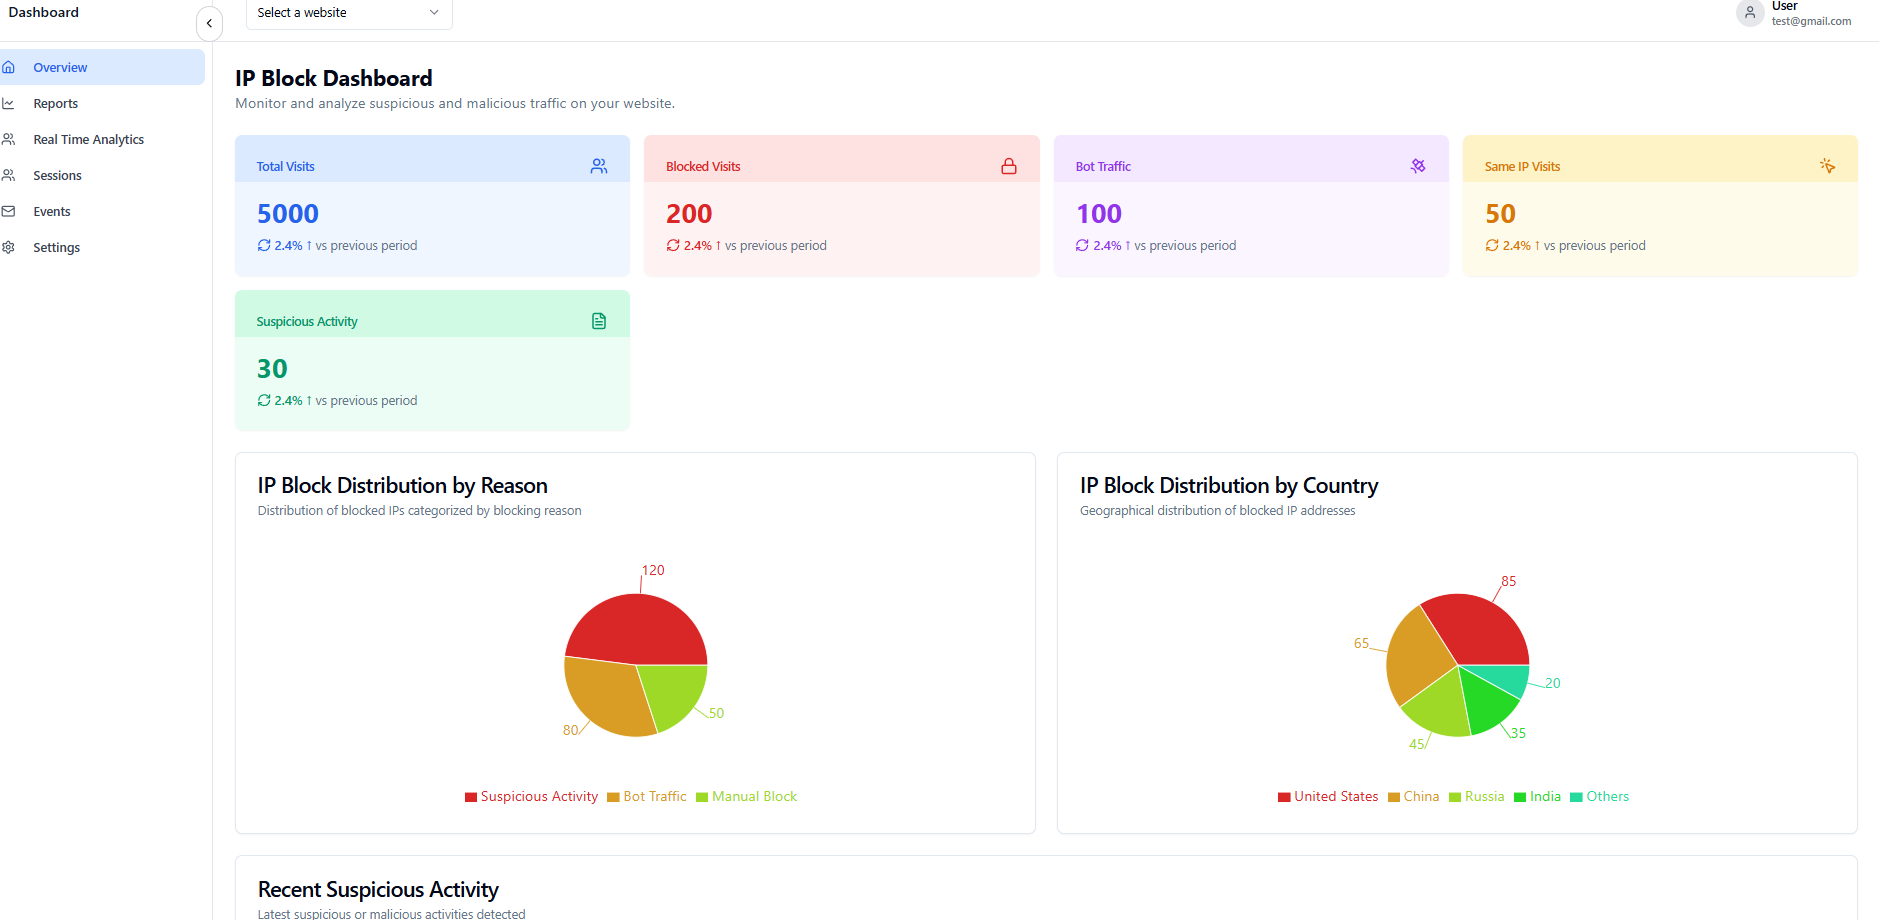 Dashboard
Select a website
User
test@gmail.com
Overview
Reports
Real Time Analytics
Sessions
Events
Settings
IP Block Dashboard
Monitor and analyze suspicious and malicious traffic on your website.
Total Visits
5000
2.4% ↑ vs previous period
Blocked Visits
200
2.4% ↑ vs previous period
Bot Traffic
100
2.4% ↑ vs previous period
Same IP Visits
50
2.4% ↑ vs previous period
Suspicious Activity
30
2.4% ↑ vs previous period
IP Block Distribution by Reason
Distribution of blocked IPs categorized by blocking reason
120
80
50
Suspicious Activity Bot Traffic Manual Block
IP Block Distribution by Country
Geographical distribution of blocked IP addresses
85
65
20
35
45
United States China Russia India Others
Recent Suspicious Activity
Latest suspicious or malicious activities detected